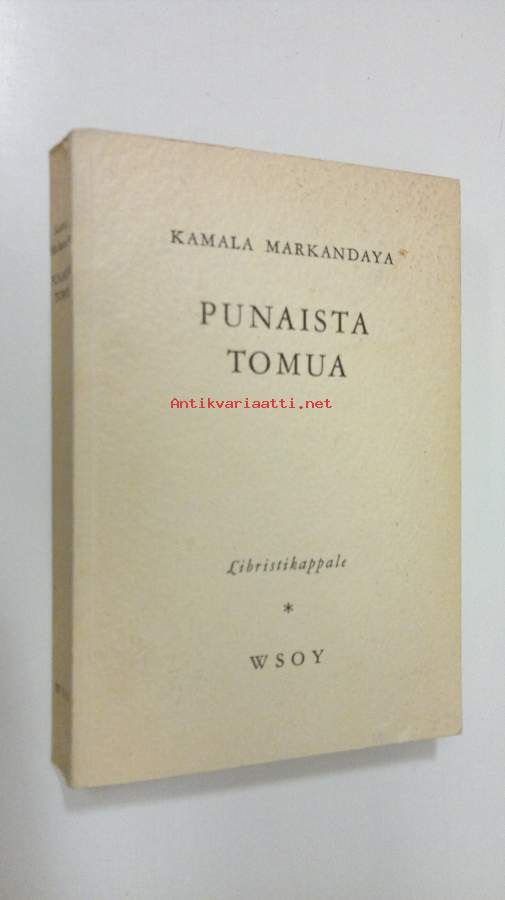 KAMALA MARKANDAYA
PUNAISTA
TOMUA
Antikvariaatti.net
Libristikappale
*
WSOY